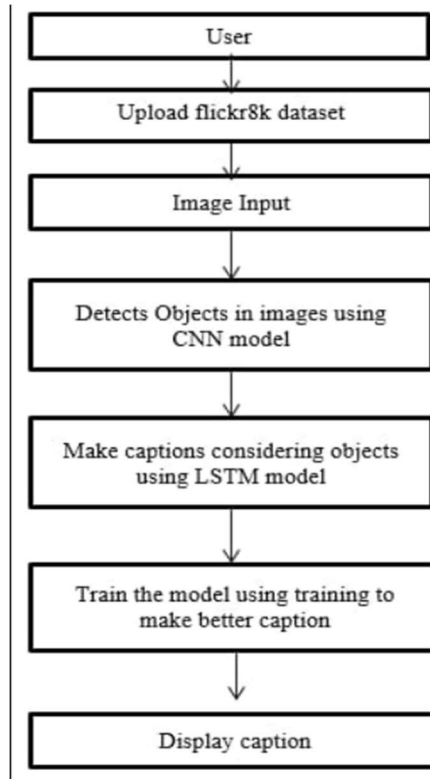 User
Upload flickr8k dataset
Image Input
Detects Objects in images using
CNN model
Make captions considering objects
using LSTM model
Train the model using training to
make better caption
Display caption